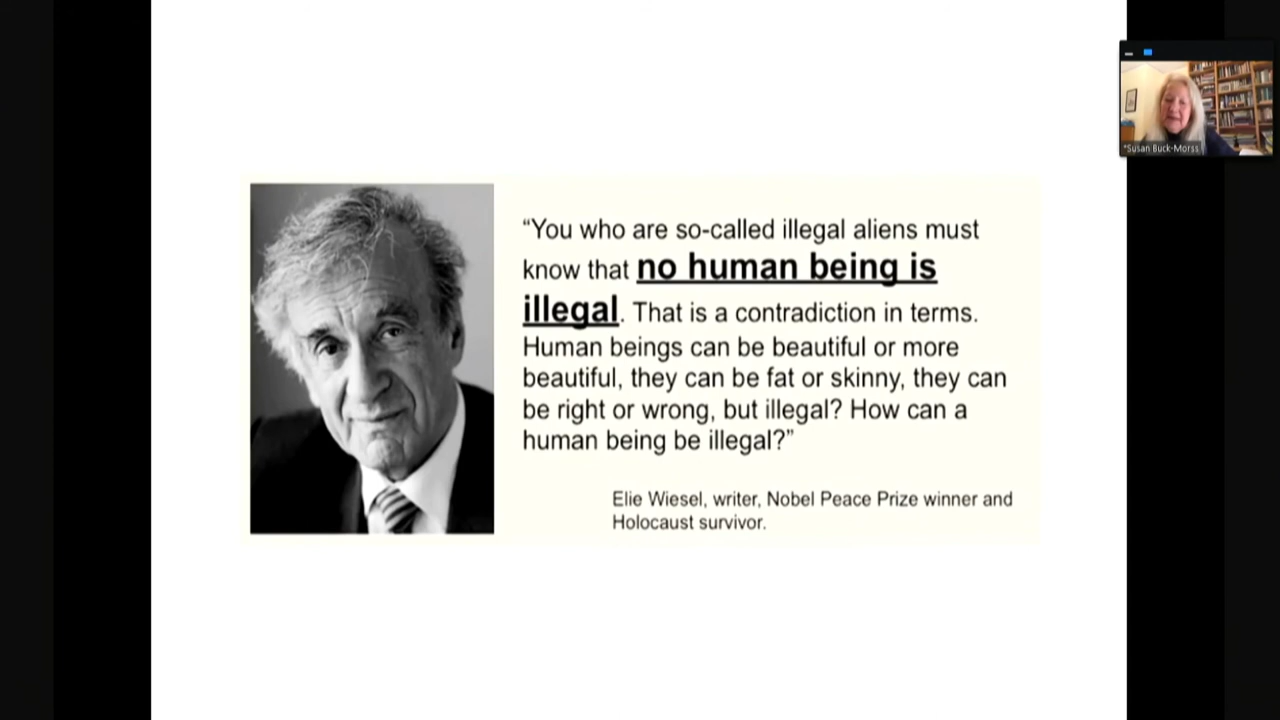 “You who are so-called illegal aliens must
know that no human being is
illegal. That is a contradiction in terms.
Human beings can be beautiful or more
beautiful, they can be fat or skinny, they can
be right or wrong, but illegal? How can a
human being be illegal?”
Elie Wiesel, writer, Nobel Peace Prize winner and
Holocaust survivor.
*Susan Buck-Morss